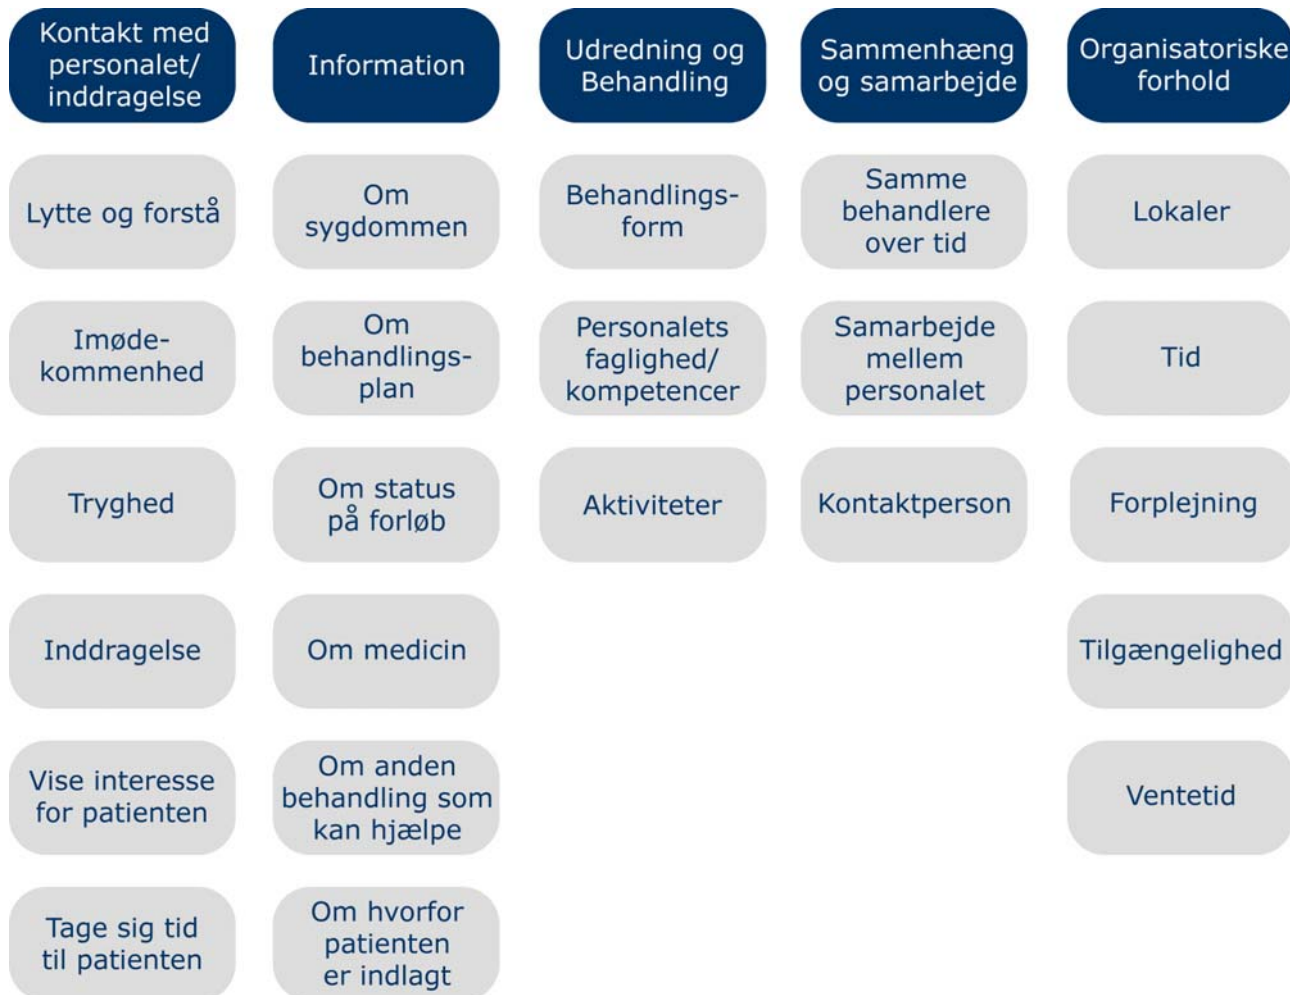 Kontakt med
personalet/
inddragelse
Information
Udredning og
Behandling
Sammenhæng
og samarbejde
Organisatoriske
forhold
Lytte og forstå
Om
sygdommen
Behandlings-
form
Samme
behandlere
over tid
Lokaler
Imøde-
kommenhed
Om
behandlings-
plan
Personalets
faglighed/
kompetencer
Samarbejde
mellem
personalet
Tid
Tryghed
Om status
på forløb
Aktiviteter
Kontaktperson
Forplejning
Inddragelse
Om medicin
Tilgængelighed
Vise interesse
for patienten
Om anden
behandling som
kan hjælpe
Ventetid
Tage sig tid
til patienten
Om hvorfor
patienten
er indlagt